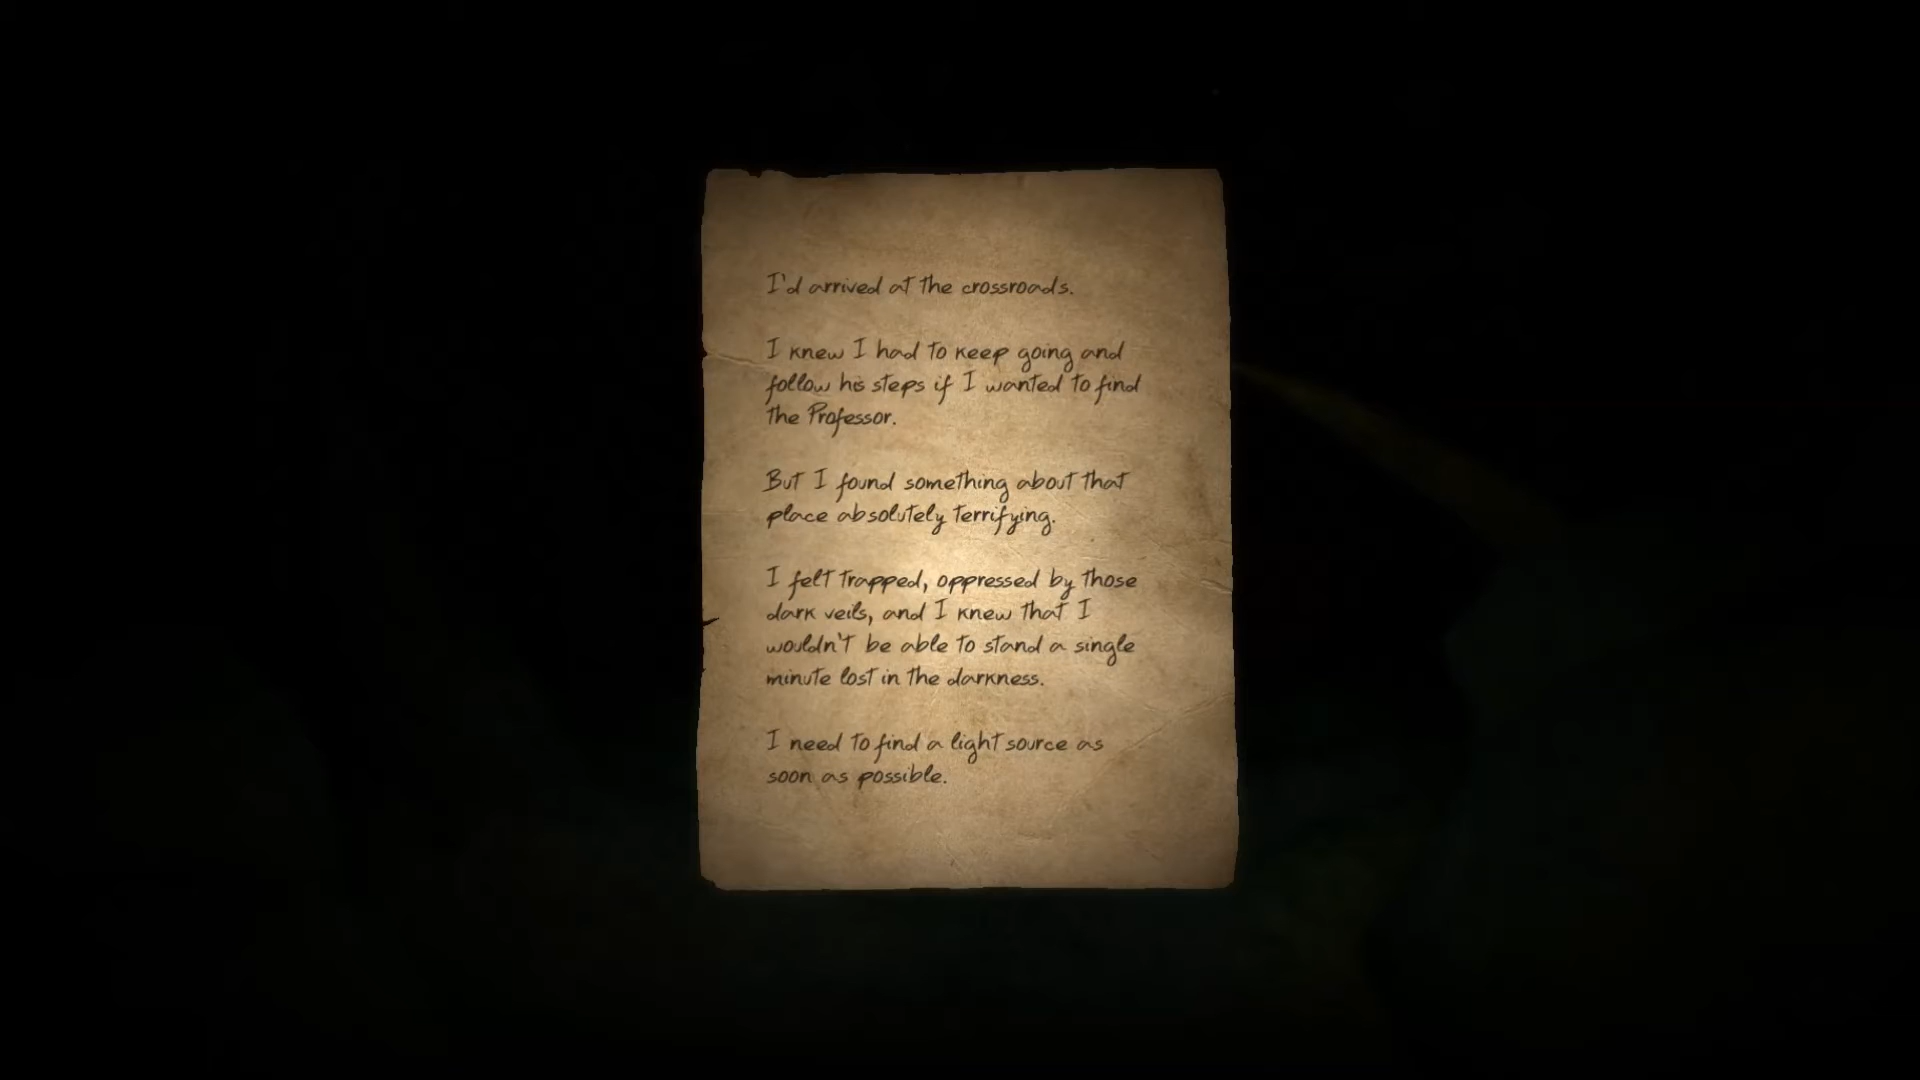 I'd arrived at the crossroads.
I knew I had to keep going and
follow his steps if I wanted to find
the Professor.
But I found something about that
place absolutely terrifying.
I felt trapped, oppressed by those
dark veils, and I knew that I
wouldn't be able to stand a single
minute lost in the darkness.
I need to find a light source as
soon as possible.